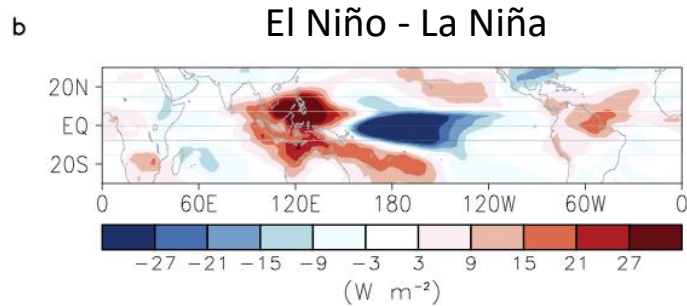 b
El Niño - La Niña
20N
EQ
20S
0 60E 120E 180 120W 60W 0
−27 −21 −15 −9 −3 3 9 15 21 27
(W m⁻²)